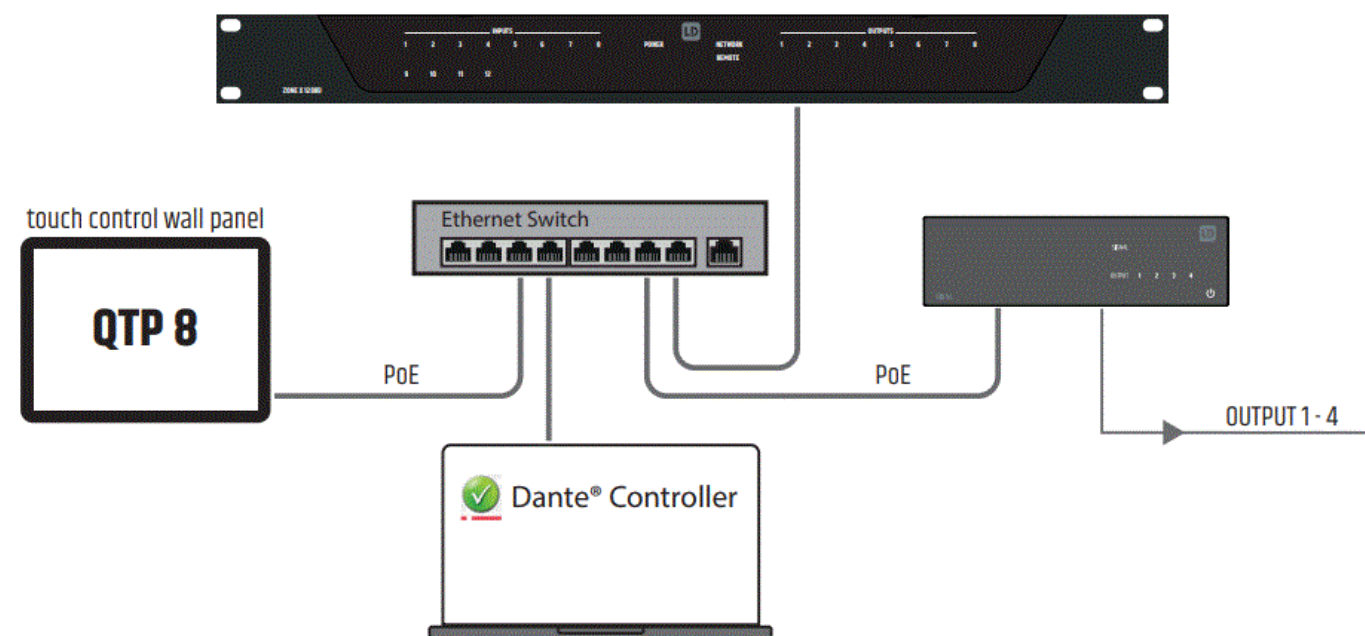 INPUTS
LD
OUTPUTS
1 2 3 4 5 6 7 8
POWER
NETWORK
REMOTE
1 2 3 4 5 6 7 8
9 10 11 12
touch control wall panel
Ethernet Switch
QTP 8
LD
SIGNAL
OUTPUT 1 2 3 4
PoE
PoE
OUTPUT 1 - 4
Dante® Controller